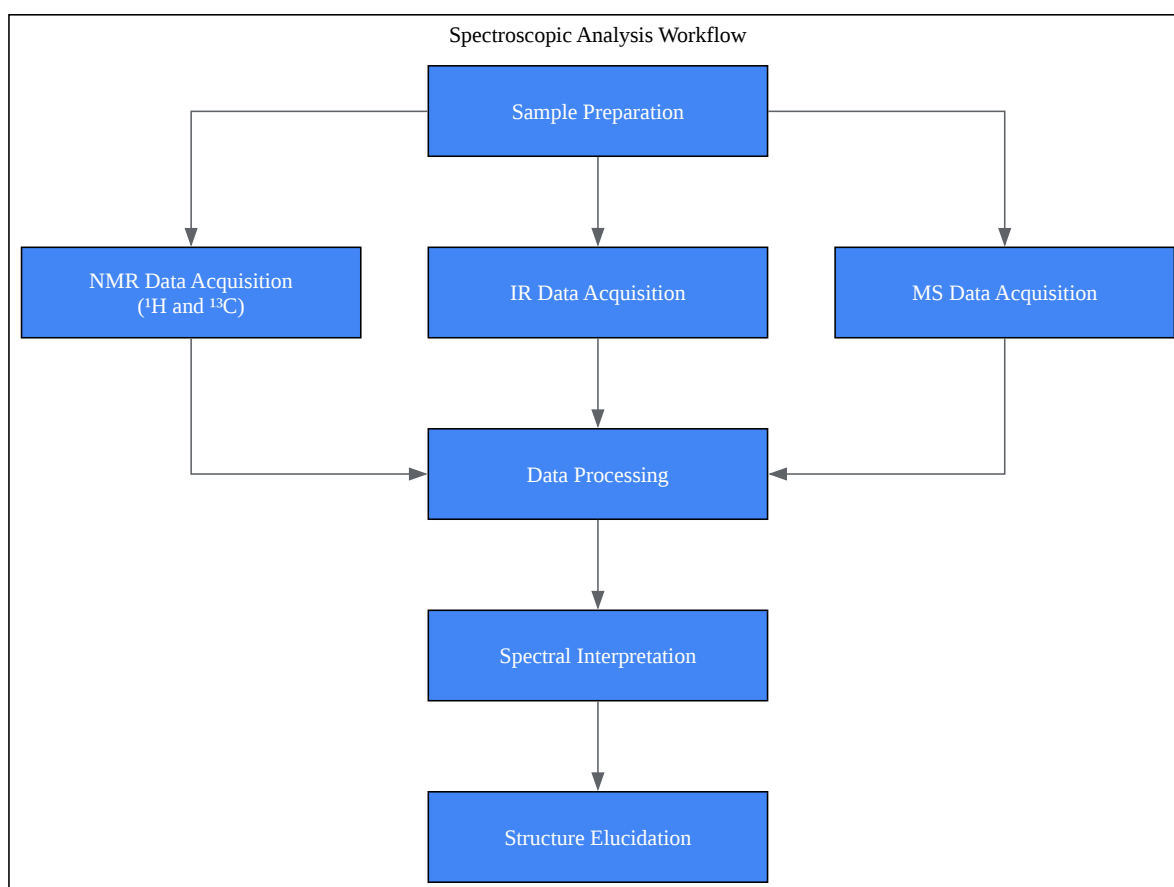 Spectroscopic Analysis Workflow
Sample Preparation
NMR Data Acquisition
(¹H and ¹³C)
IR Data Acquisition
MS Data Acquisition
Data Processing
Spectral Interpretation
Structure Elucidation